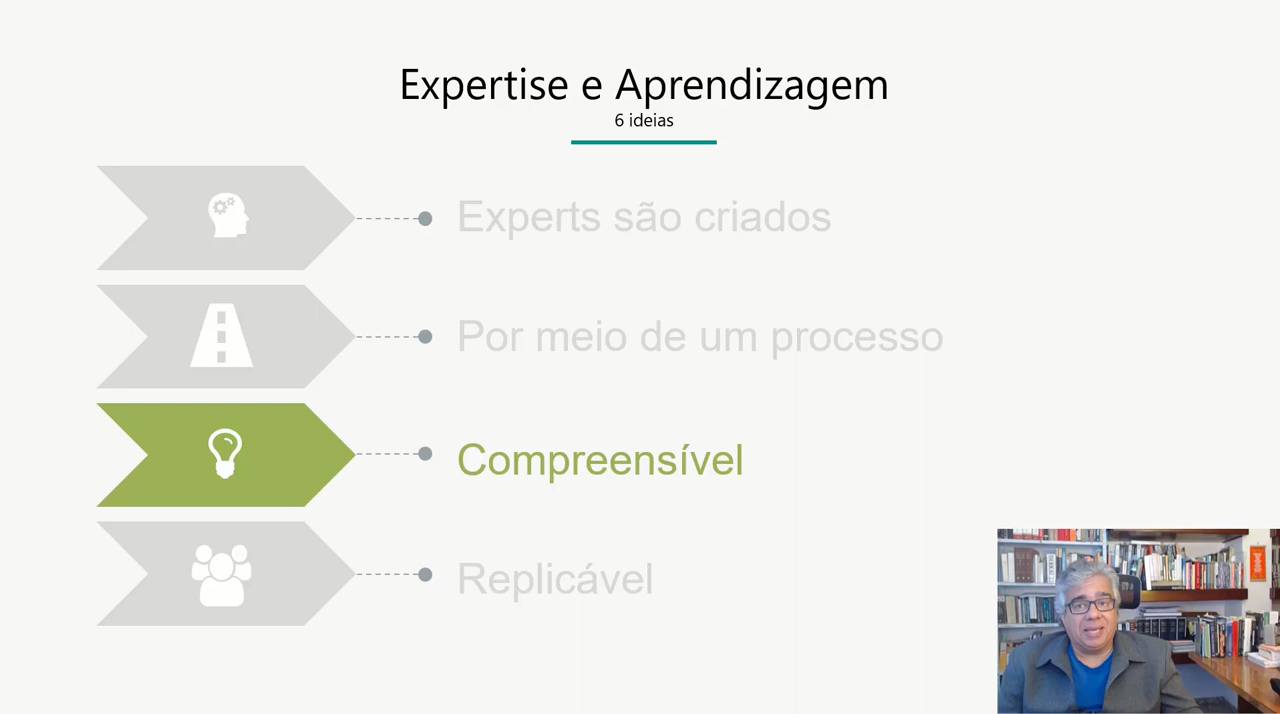 Expertise e Aprendizagem
6 ideias
Experts são criados
Por meio de um processo
Compreensível
Replicável